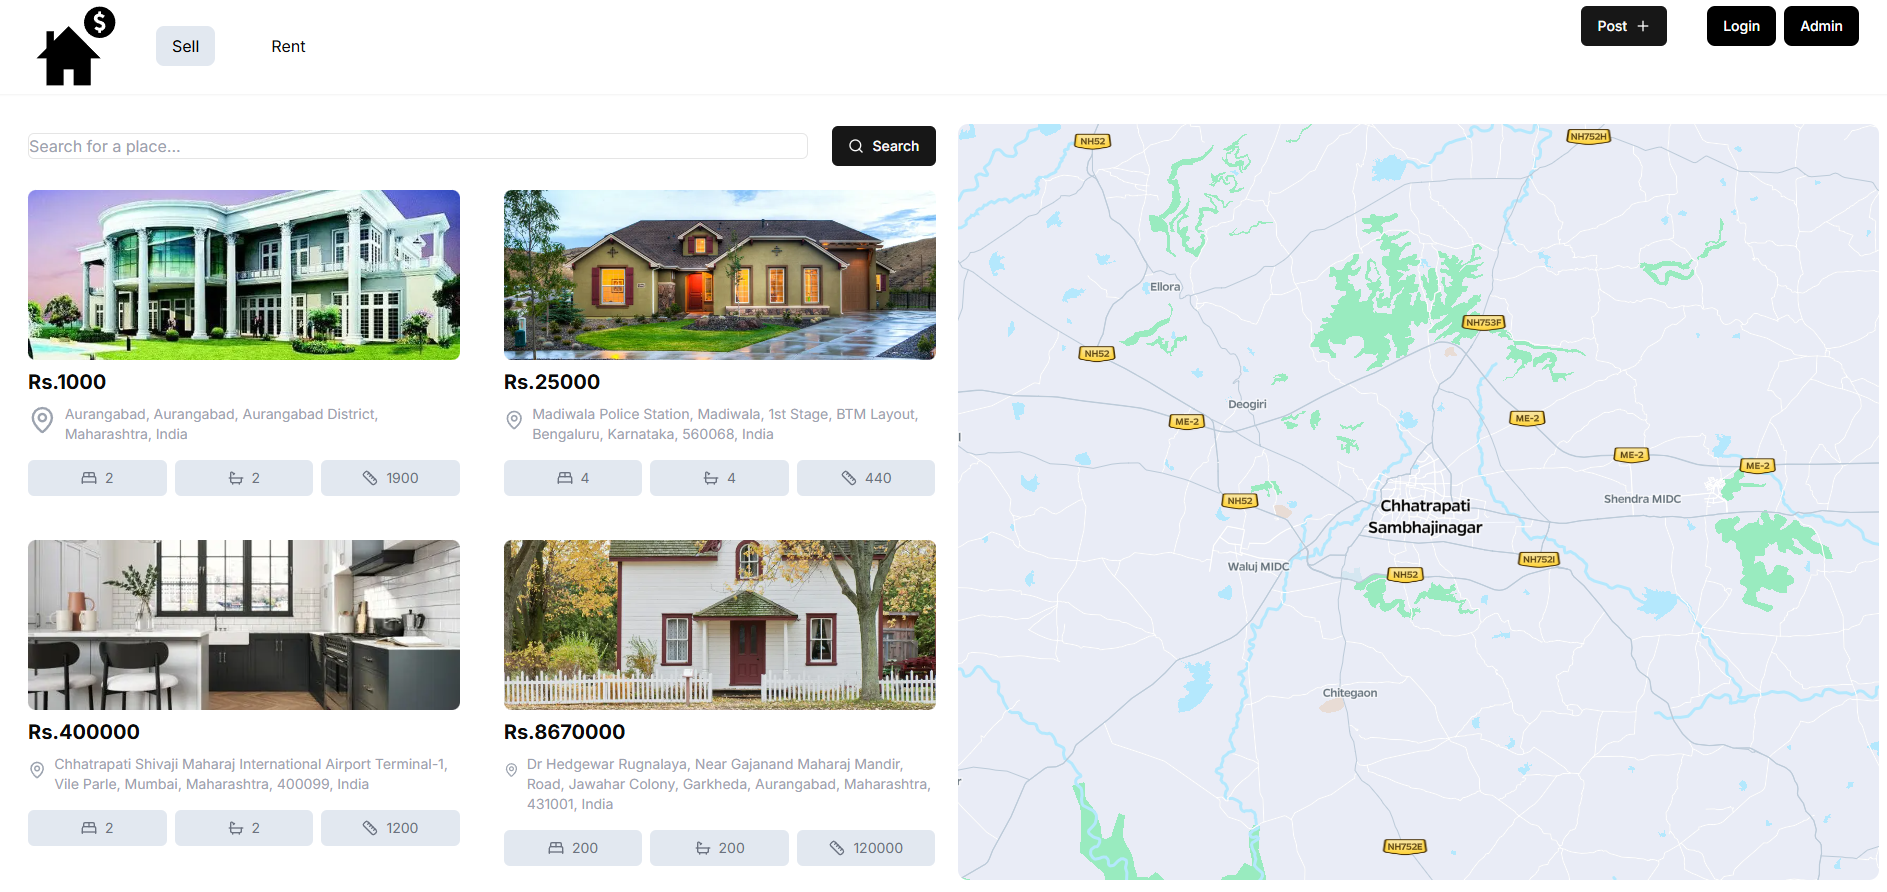 $
Sell
Rent
Post +
Login
Admin
Search for a place...
Search
Rs.1000
Aurangabad, Aurangabad, Aurangabad District,
Maharashtra, India
2
2
1900
Rs.25000
Madiwala Police Station, Madiwala, 1st Stage, BTM Layout,
Bengaluru, Karnataka, 560068, India
4
4
440
Rs.400000
Chhatrapati Shivaji Maharaj International Airport Terminal-1,
Vile Parle, Mumbai, Maharashtra, 400099, India
2
2
1200
Rs.8670000
Dr Hedgewar Rugnalaya, Near Gajanand Maharaj Mandir,
Road, Jawahar Colony, Garkheda, Aurangabad, Maharashtra,
431001, India
200
200
120000
NH52
NH752H
Ellora
NH753F
NH52
Deogiri
ME-2
ME-2
ME-2
ME-2
NH52
Shendra MIDC
Chhatrapati
Sambhajinagar
Waluj MIDC
NH752I
NH52
Chitegaon
NH752E